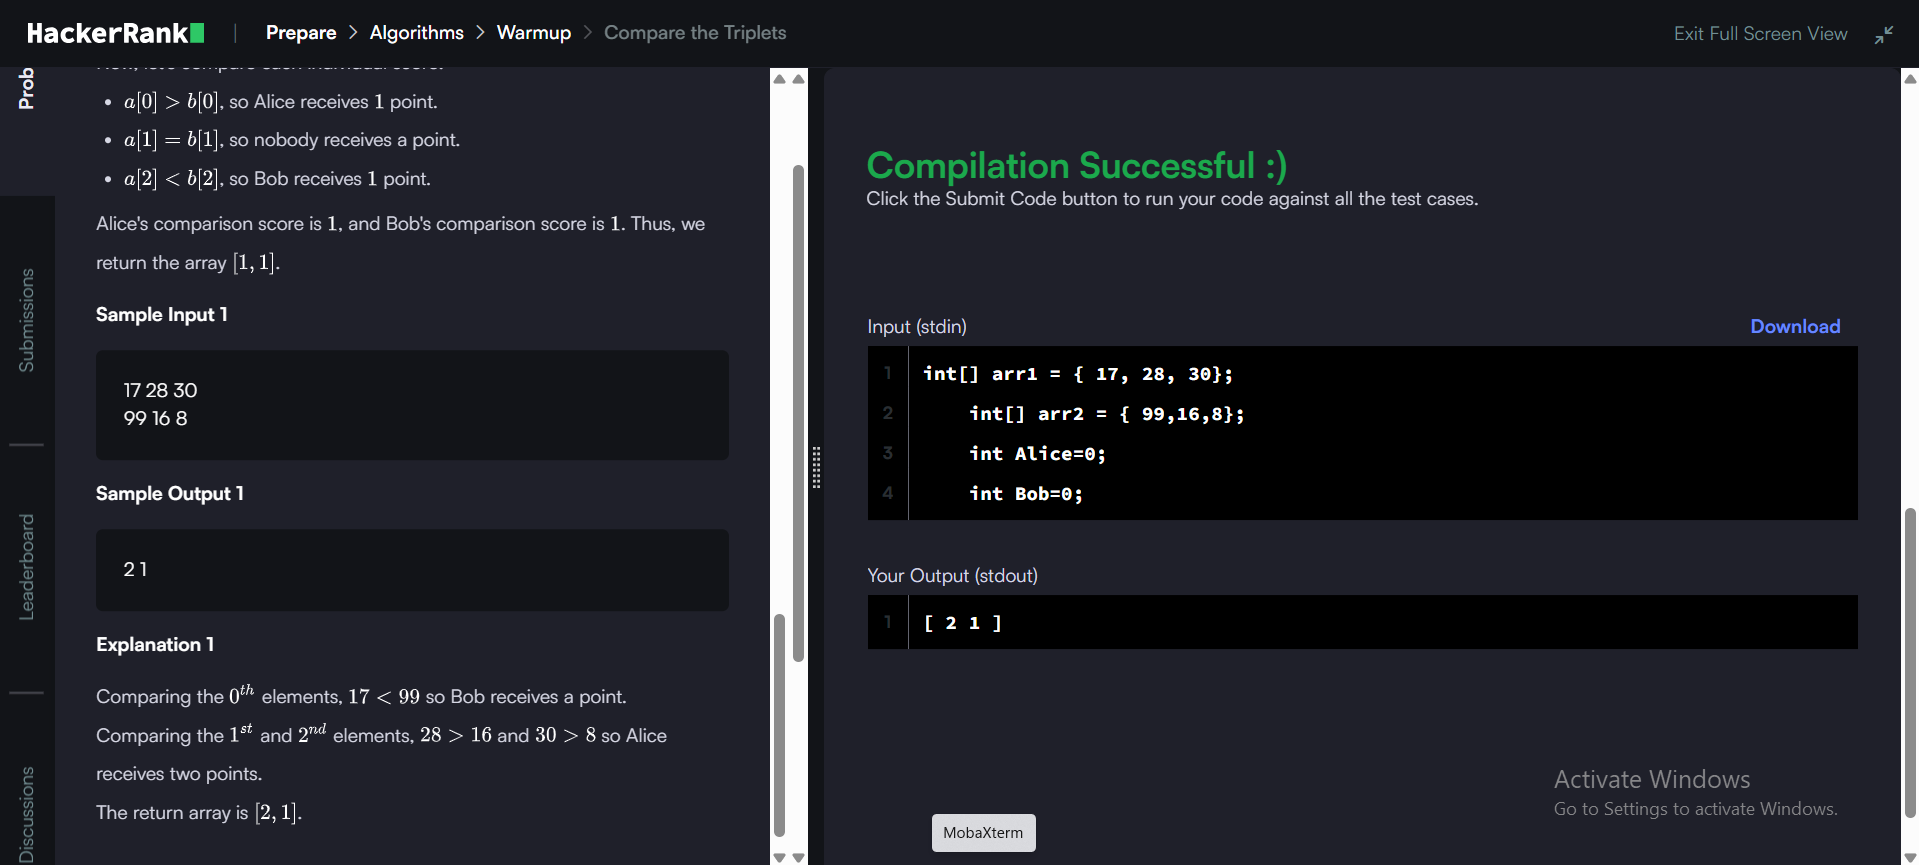 HackerRank | Prepare > Algorithms > Warmup > Compare the Triplets
Exit Full Screen View
Prob
Submissions
Leaderboard
Discussions
• a[0] > b[0], so Alice receives 1 point.
• a[1] = b[1], so nobody receives a point.
• a[2] < b[2], so Bob receives 1 point.
Alice's comparison score is 1, and Bob's comparison score is 1. Thus, we
return the array [1, 1].
Sample Input 1
17 28 30
99 16 8
Sample Output 1
2 1
Explanation 1
Comparing the 0th elements, 17 < 99 so Bob receives a point.
Comparing the 1st and 2nd elements, 28 > 16 and 30 > 8 so Alice
receives two points.
The return array is [2, 1].
Compilation Successful :)
Click the Submit Code button to run your code against all the test cases.
Input (stdin)
Download
1 int[] arr1 = { 17, 28, 30};
2 int[] arr2 = { 99,16,8};
3 int Alice=0;
4 int Bob=0;
Your Output (stdout)
1 [ 2 1 ]
Activate Windows
Go to Settings to activate Windows.
MobaXterm